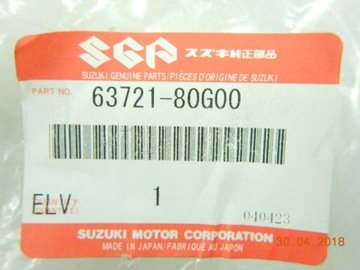 SGP スズキ純正部品
SUZUKI GENUINE PARTS/PIÈCES D'ORIGINE DE SUZUKI
PART NO. 63721-80G00
ELV 1
040423
SUZUKI MOTOR CORPORATION
MADE IN JAPAN/FABRIQUE AU JAPON
30.04.2018